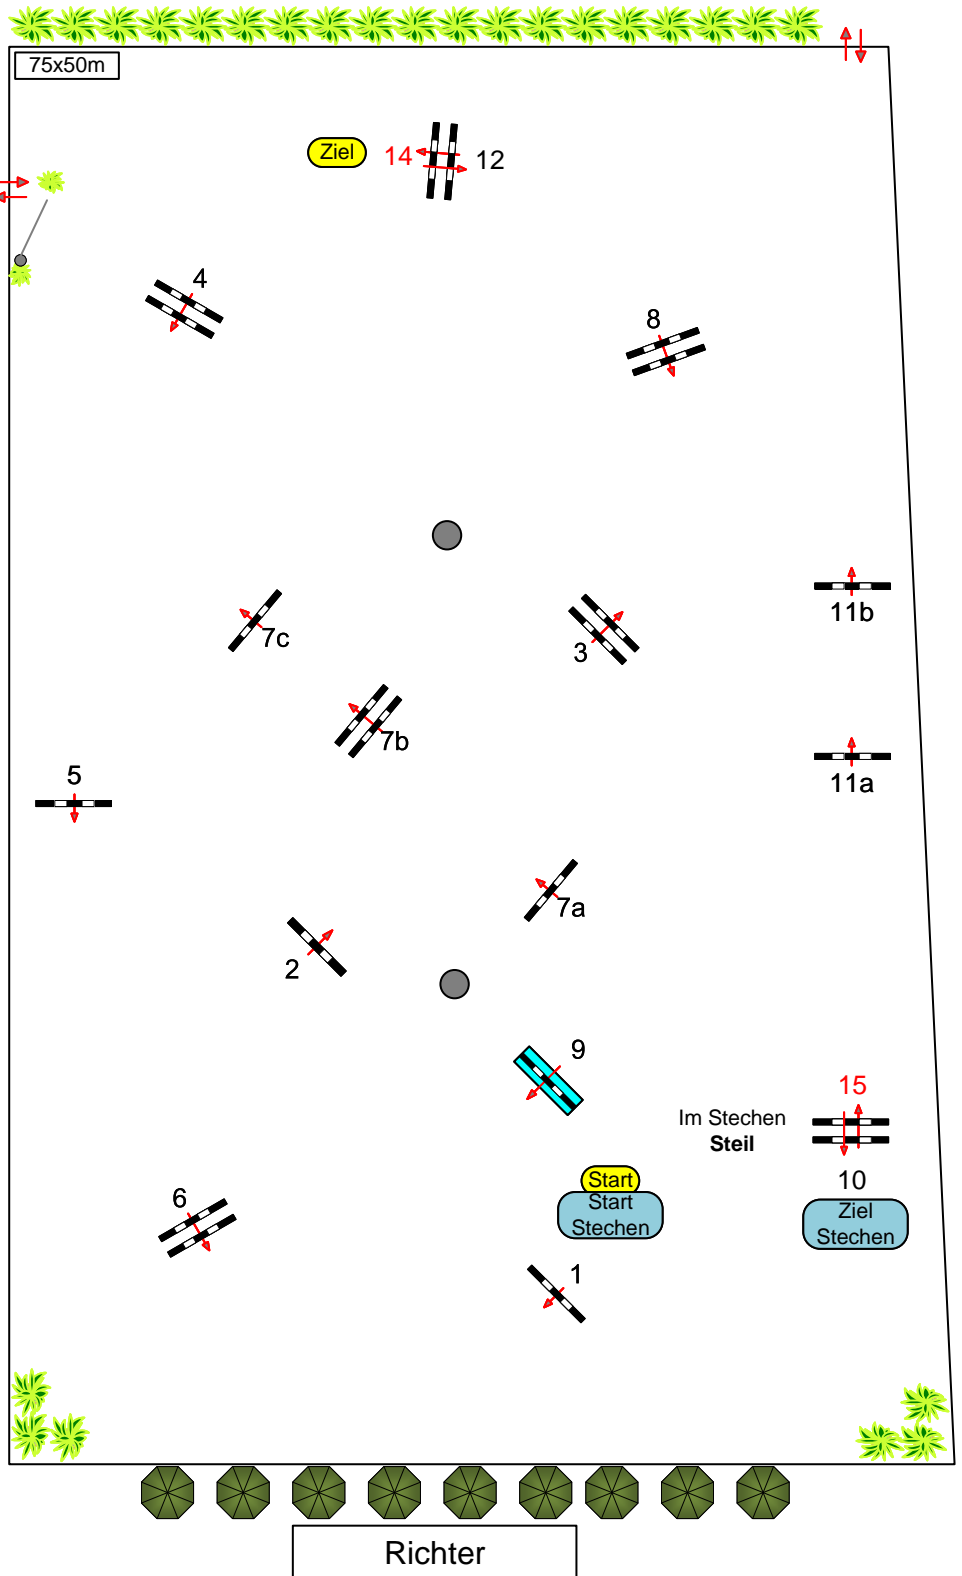 75x50m
Ziel
14
12
4
8
11b
7c
3
7b
5
11a
7a
2
9
15
Im Stechen
Steil
10
Start
Start
Stechen
Ziel
Stechen
6
1
Richter